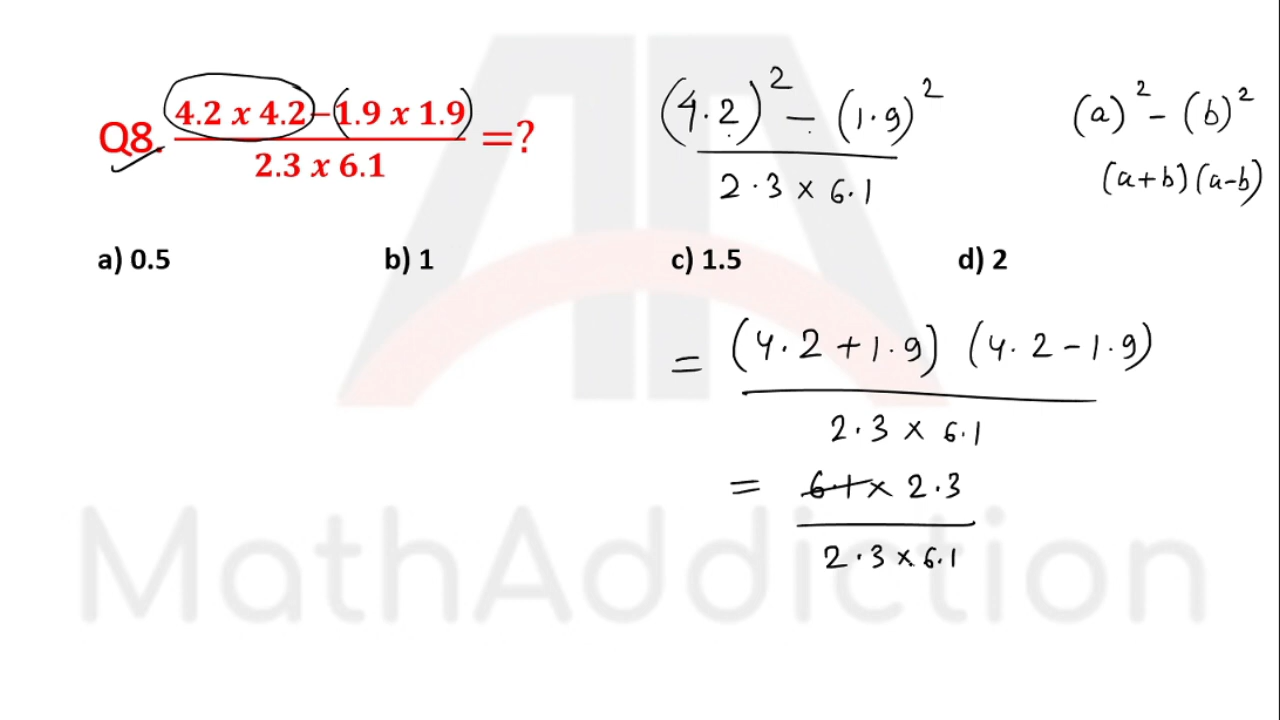 Q8. 4.2 x 4.2–1.9 x 1.9
2.3 x 6.1
=?
a) 0.5
b) 1
c) 1.5
d) 2
(4.2)² - (1.9)²
2.3 x 6.1
(a)² - (b)²
(a+b)(a-b)
= (4.2+1.9) (4.2-1.9)
2.3 x 6.1
= 6.1x 2.3
2.3 x 6.1
MathAddiction